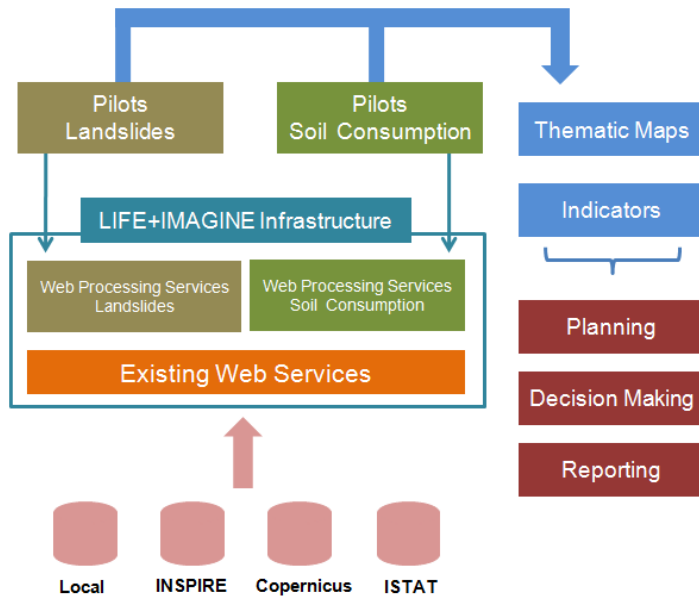 Pilots
Landslides
Pilots
Soil Consumption
Thematic Maps
Indicators
LIFE+IMAGINE Infrastructure
Web Processing Services
Landslides
Web Processing Services
Soil Consumption
Existing Web Services
Planning
Decision Making
Reporting
Local
INSPIRE
Copernicus
ISTAT